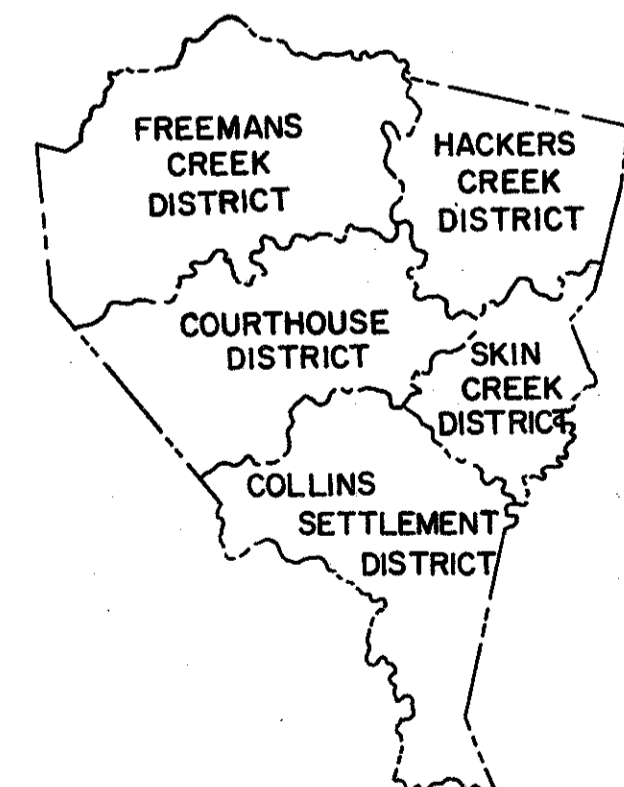 FREEMANS
CREEK
DISTRICT
HACKERS
CREEK
DISTRICT
COURTHOUSE
DISTRICT
SKIN
CREEK
DISTRICT
COLLINS
SETTLEMENT
DISTRICT